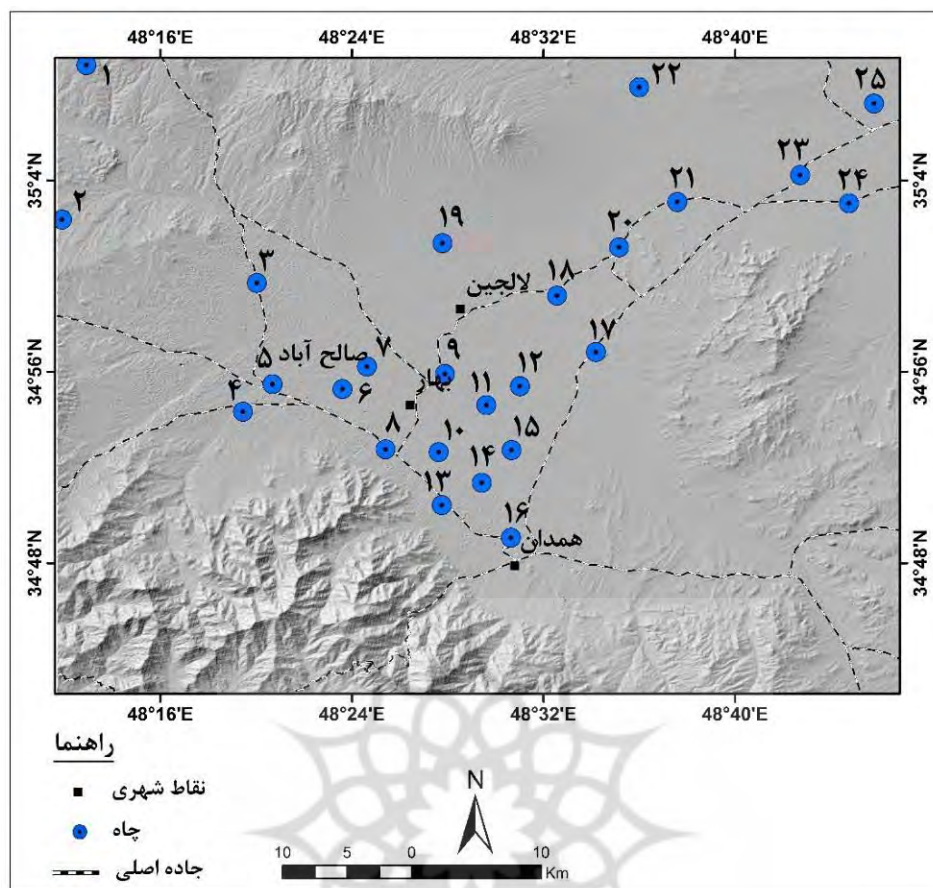 48°16'E 48°24'E 48°32'E 48°40'E
۱
۲۲
۲۵
35°4'N
35°4'N
۲۳
۲
۲۱
۲۴
۱۹
۲۰
۳
لالجین
۱۸
۱۷
34°56'N
34°56'N
۵
صالح آباد
۷
۹
۱۲
بهار
۱۱
۶
۴
۸
۱۰
۱۵
۱۴
۱۳
۱۶
همدان
34°48'N
34°48'N
48°16'E 48°24'E 48°32'E 48°40'E
راهنما
نقاط شهری
چاه
جاده اصلی
N
10 5 0 10
Km